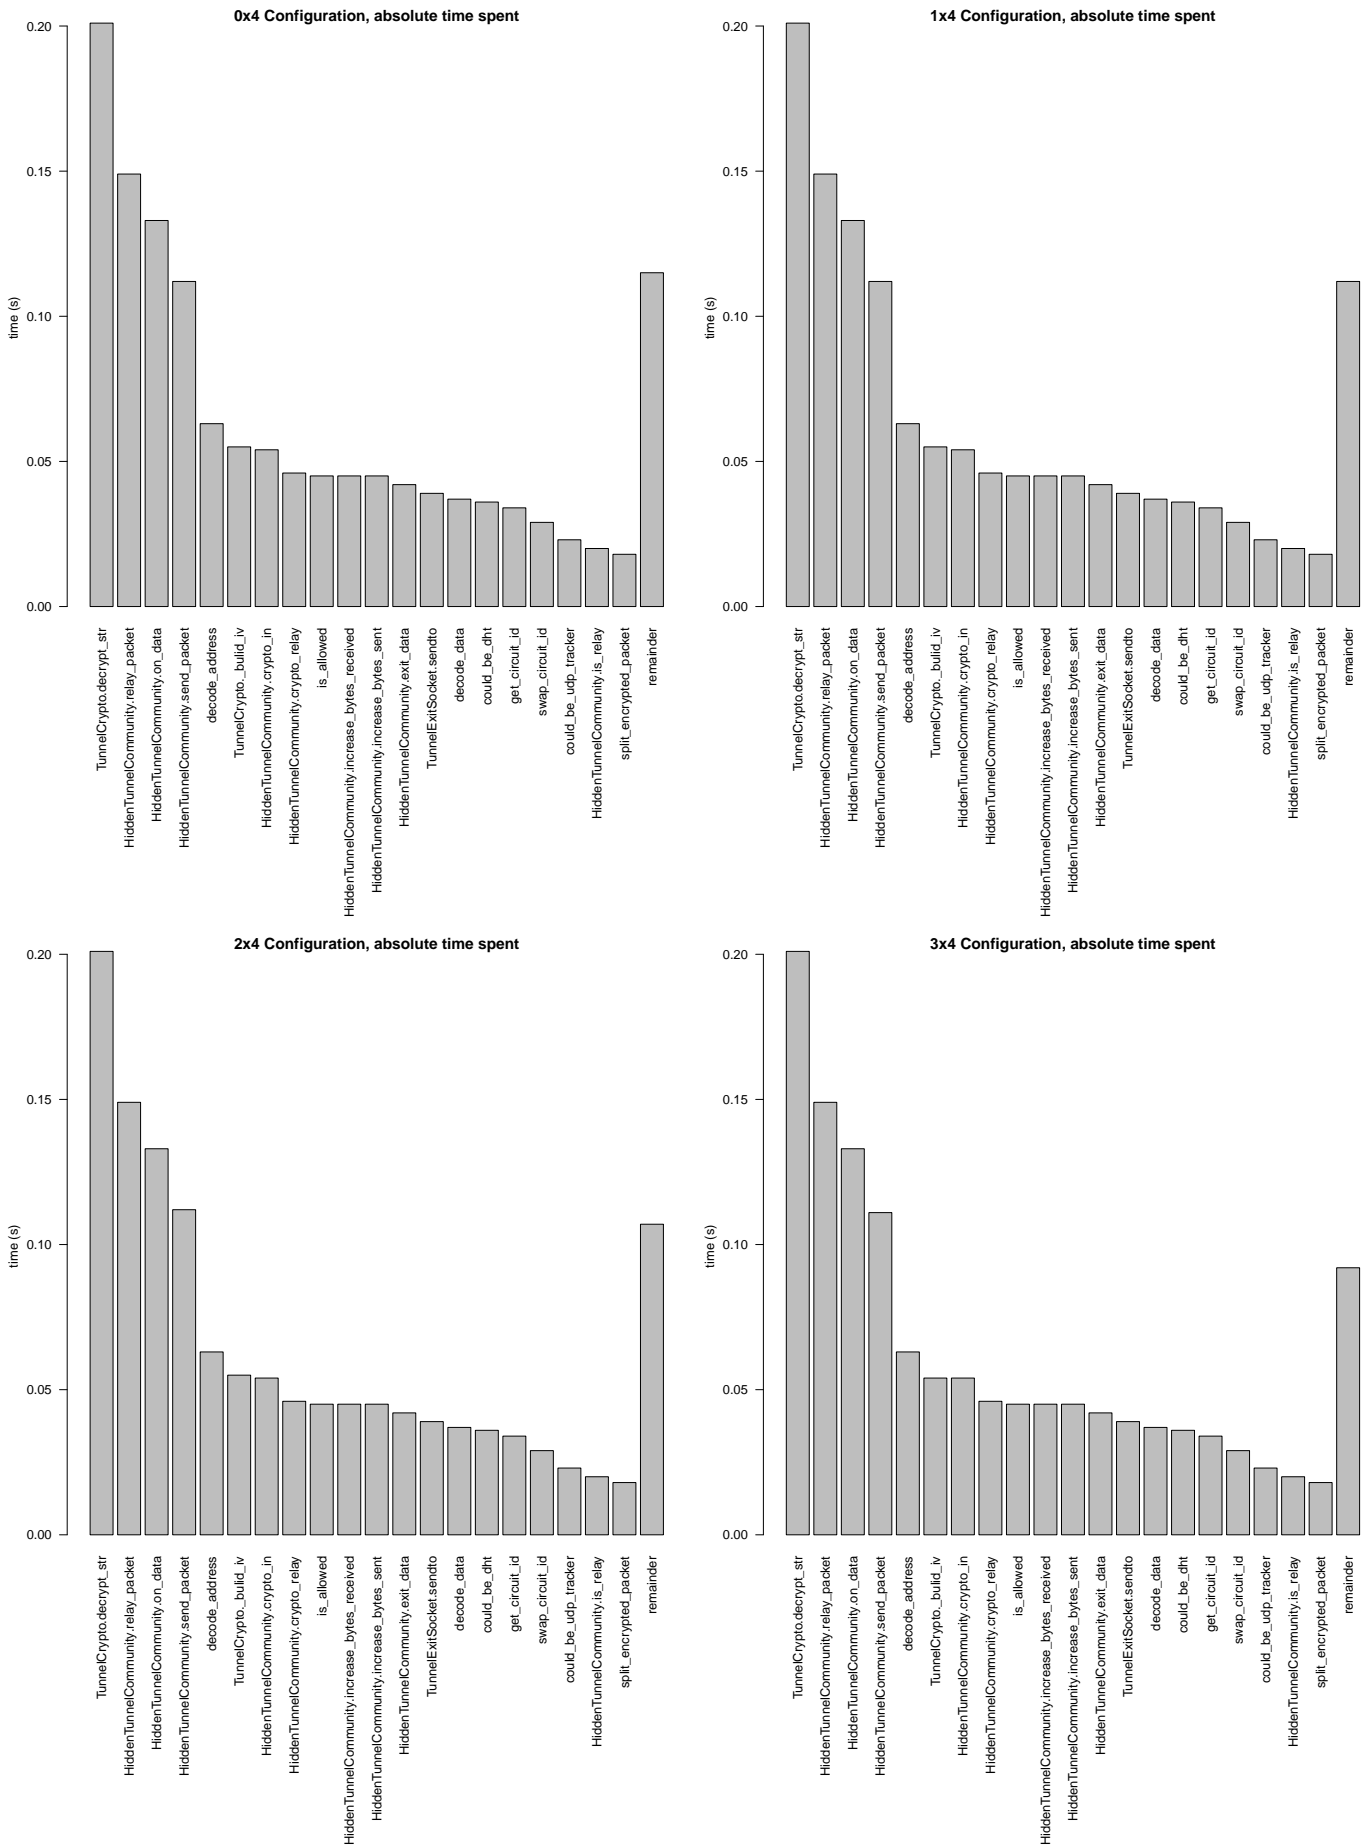 0x4 Configuration, absolute time spent
time (s)
0.20
0.15
0.10
0.05
0.00
TunnelCrypto.decrypt_str
HiddenTunnelCommunity.relay_packet
HiddenTunnelCommunity.on_data
HiddenTunnelCommunity.send_packet
decode_address
TunnelCrypto._bulid_iv
HiddenTunnelCommunity.crypto_in
HiddenTunnelCommunity.crypto_relay
is_allowed
HiddenTunnelCommunity.increase_bytes_received
HiddenTunnelCommunity.increase_bytes_sent
HiddenTunnelCommunity.exit_data
TunnelExitSocket.sendto
decode_data
could_be_dht
get_circuit_id
swap_circuit_id
could_be_udp_tracker
HiddenTunnelCommunity.is_relay
split_encrypted_packet
remainder
1x4 Configuration, absolute time spent
time (s)
0.20
0.15
0.10
0.05
0.00
TunnelCrypto.decrypt_str
HiddenTunnelCommunity.relay_packet
HiddenTunnelCommunity.on_data
HiddenTunnelCommunity.send_packet
decode_address
TunnelCrypto._bulid_iv
HiddenTunnelCommunity.crypto_in
HiddenTunnelCommunity.crypto_relay
is_allowed
HiddenTunnelCommunity.increase_bytes_received
HiddenTunnelCommunity.increase_bytes_sent
HiddenTunnelCommunity.exit_data
TunnelExitSocket.sendto
decode_data
could_be_dht
get_circuit_id
swap_circuit_id
could_be_udp_tracker
HiddenTunnelCommunity.is_relay
split_encrypted_packet
remainder
2x4 Configuration, absolute time spent
time (s)
0.20
0.15
0.10
0.05
0.00
TunnelCrypto.decrypt_str
HiddenTunnelCommunity.relay_packet
HiddenTunnelCommunity.on_data
HiddenTunnelCommunity.send_packet
decode_address
TunnelCrypto._bulid_iv
HiddenTunnelCommunity.crypto_in
HiddenTunnelCommunity.crypto_relay
is_allowed
HiddenTunnelCommunity.increase_bytes_received
HiddenTunnelCommunity.increase_bytes_sent
HiddenTunnelCommunity.exit_data
TunnelExitSocket.sendto
decode_data
could_be_dht
get_circuit_id
swap_circuit_id
could_be_udp_tracker
HiddenTunnelCommunity.is_relay
split_encrypted_packet
remainder
3x4 Configuration, absolute time spent
time (s)
0.20
0.15
0.10
0.05
0.00
TunnelCrypto.decrypt_str
HiddenTunnelCommunity.relay_packet
HiddenTunnelCommunity.on_data
HiddenTunnelCommunity.send_packet
decode_address
TunnelCrypto._bulid_iv
HiddenTunnelCommunity.crypto_in
HiddenTunnelCommunity.crypto_relay
is_allowed
HiddenTunnelCommunity.increase_bytes_received
HiddenTunnelCommunity.increase_bytes_sent
HiddenTunnelCommunity.exit_data
TunnelExitSocket.sendto
decode_data
could_be_dht
get_circuit_id
swap_circuit_id
could_be_udp_tracker
HiddenTunnelCommunity.is_relay
split_encrypted_packet
remainder